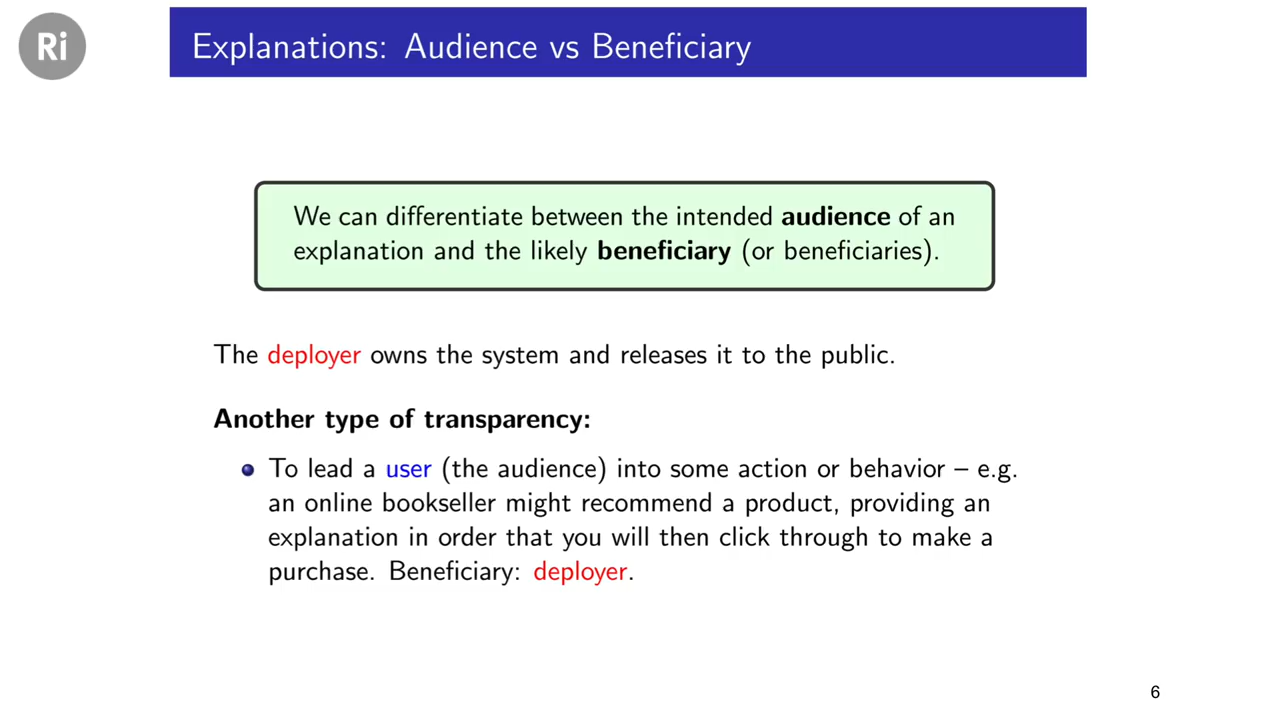 Ri
Explanations: Audience vs Beneficiary
We can differentiate between the intended audience of an
explanation and the likely beneficiary (or beneficiaries).
The deployer owns the system and releases it to the public.
Another type of transparency:
To lead a user (the audience) into some action or behavior – e.g.
an online bookseller might recommend a product, providing an
explanation in order that you will then click through to make a
purchase. Beneficiary: deployer.
6